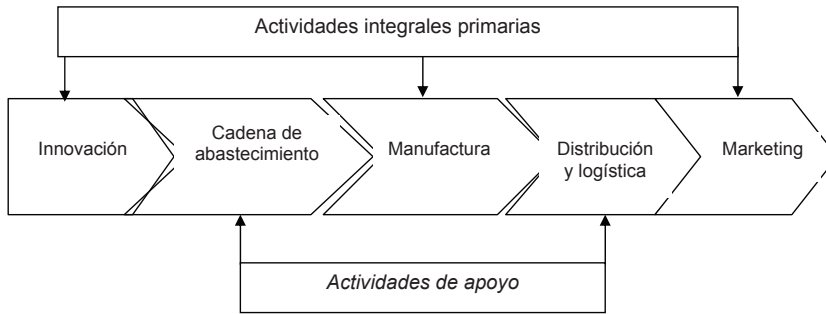 Actividades integrales primarias
Innovación
Cadena de
abastecimiento
Manufactura
Distribución
y logística
Marketing
Actividades de apoyo